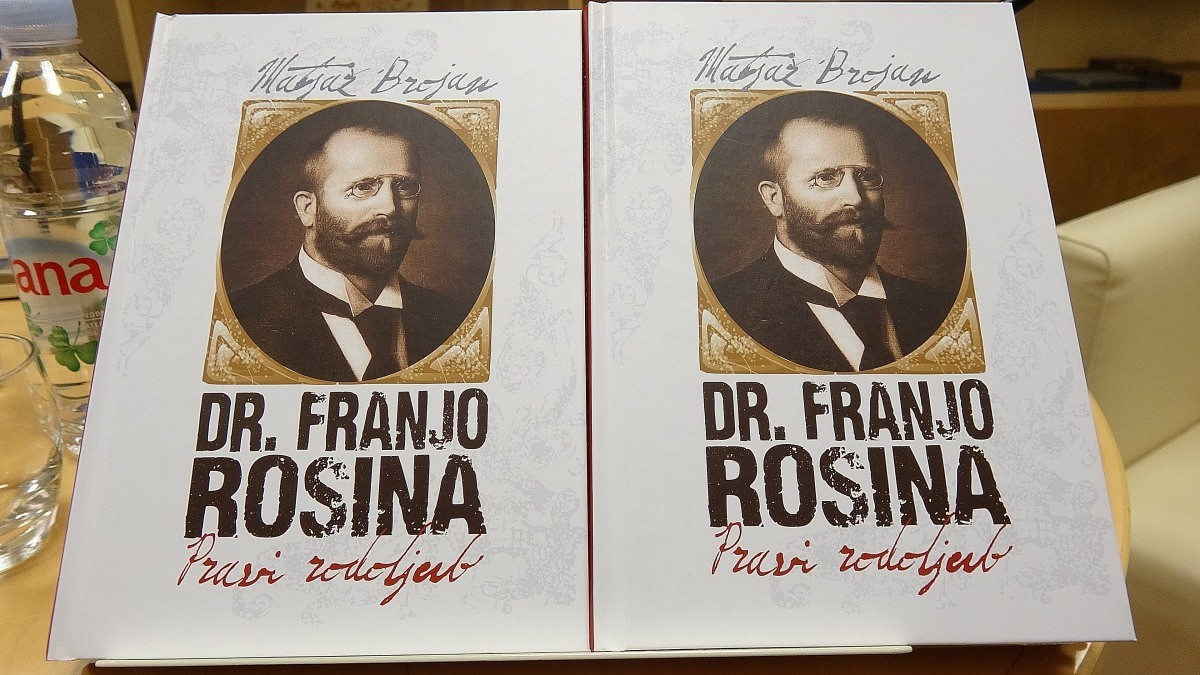 Matjaž Brojan
DR. FRANJO
ROSINA
Pravi rodoljub
Matjaž Brojan
DR. FRANJO
ROSINA
Pravi rodoljub
ana